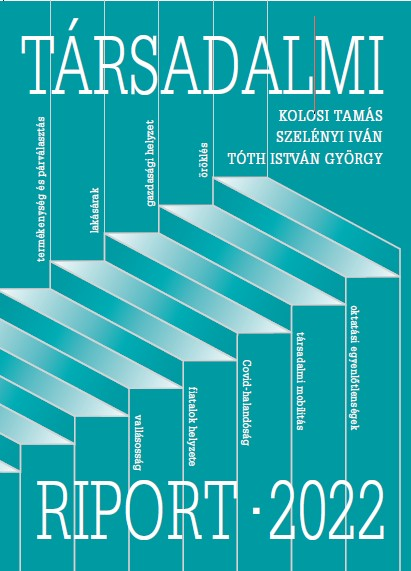 TÁRSADALMI
KOLOSI TAMÁS
SZELÉNYI IVÁN
TÓTH ISTVÁN GYÖRGY
termékenység és párválasztás
lakásárak
gazdasági helyzet
öröklés
vallásosság
fiatalok helyzete
Covid-halandóság
társadalmi mobilitás
oktatási egyenlőtlenségek
RIPORT · 2022